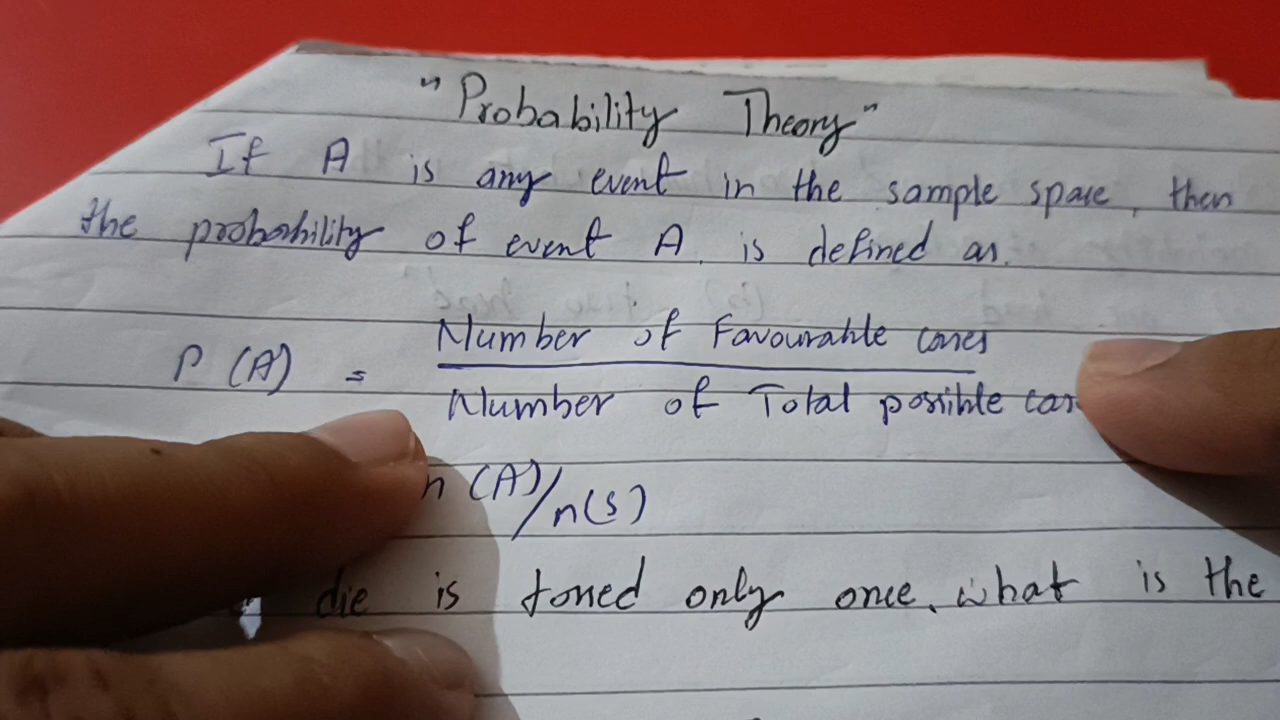 "Probability Theory"
If A is any event in the sample space, then
the probability of event A. is defined as.
Number of Favourable cases
P (A) =
Number of Total possible
n (A)/n(S)
die is tossed only once. what is the